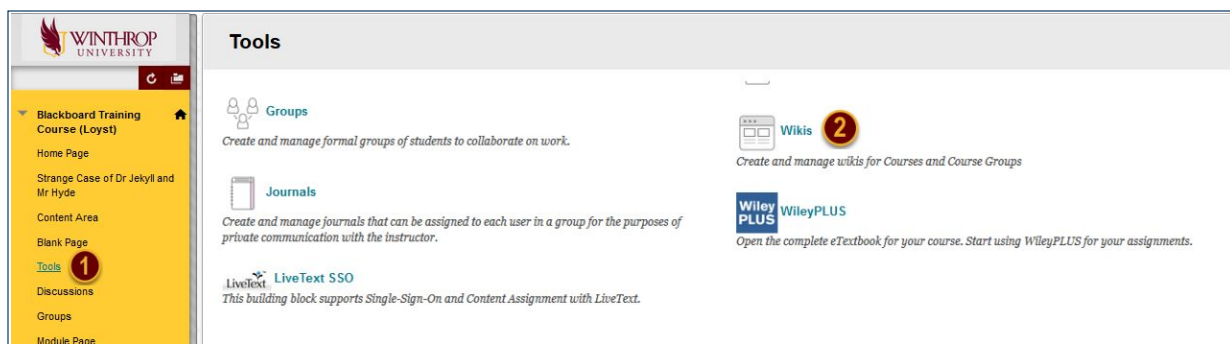 WINTHROP
UNIVERSITY
Blackboard Training
Course (Loyst)
Home Page
Strange Case of Dr Jekyll and
Mr Hyde
Content Area
Blank Page
Tools 1
Discussions
Groups
Module Page
Tools
Groups
Create and manage formal groups of students to collaborate on work.
Journals
Create and manage journals that can be assigned to each user in a group for the purposes of
private communication with the instructor.
LiveText LiveText SSO
This building block supports Single-Sign-On and Content Assignment with LiveText.
Wikis 2
Create and manage wikis for Courses and Course Groups
Wiley
PLUS WileyPLUS
Open the complete eTextbook for your course. Start using WileyPLUS for your assignments.